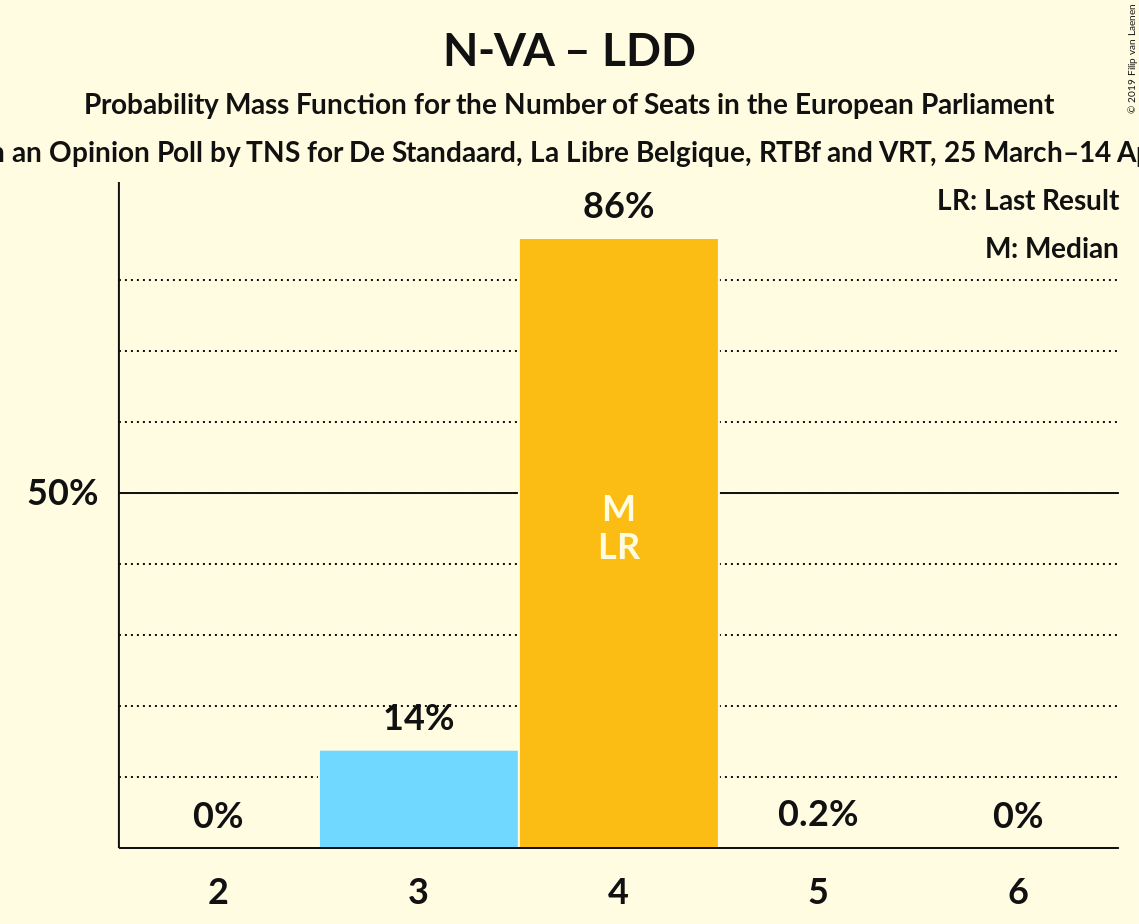 N-VA – LDD
Probability Mass Function for the Number of Seats in the European Parliament
an Opinion Poll by TNS for De Standaard, La Libre Belgique, RTBf and VRT, 25 March–14
© 2019 Filip van Laenen
LR: Last Result
M: Median
86%
50%
M
LR
14%
0%
0.2%
0%
2
3
4
5
6